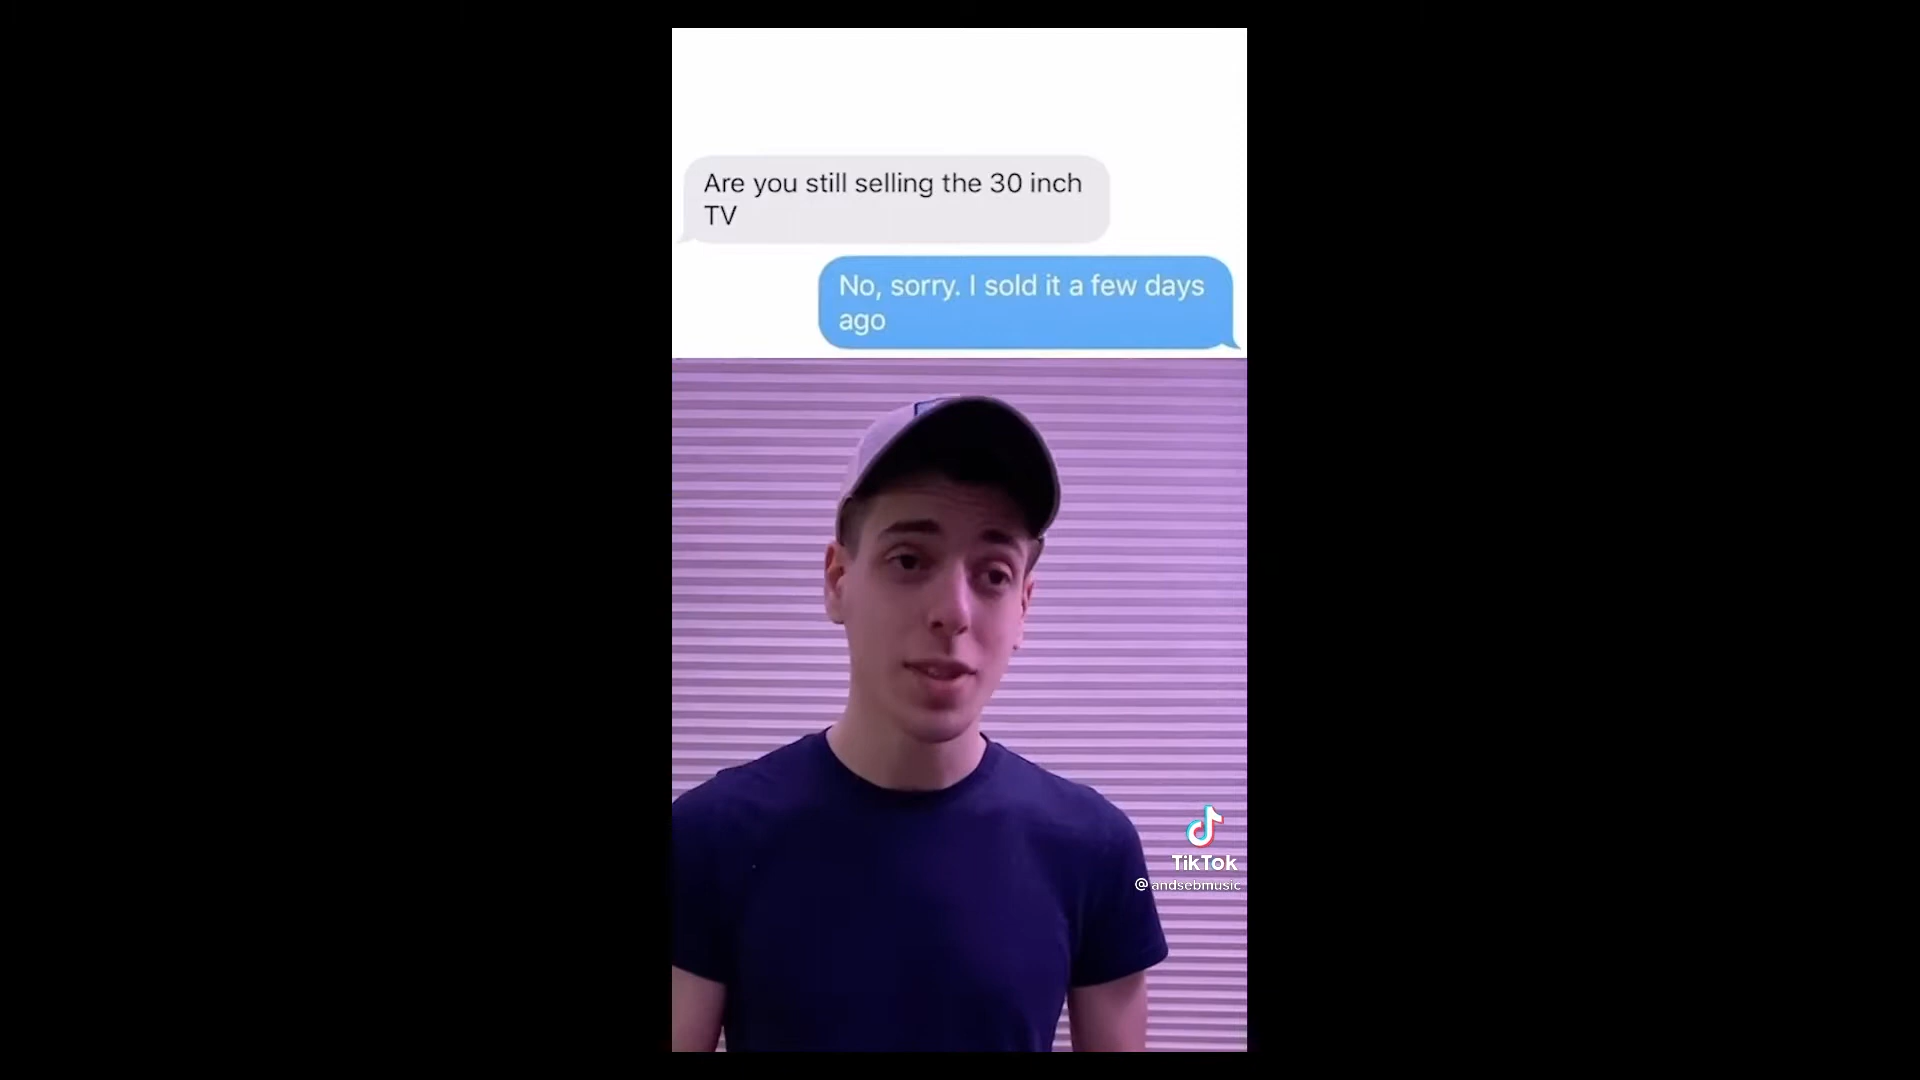 Are you still selling the 30 inch
TV
No, sorry. I sold it a few days
ago
TikTok
@andsebmusic